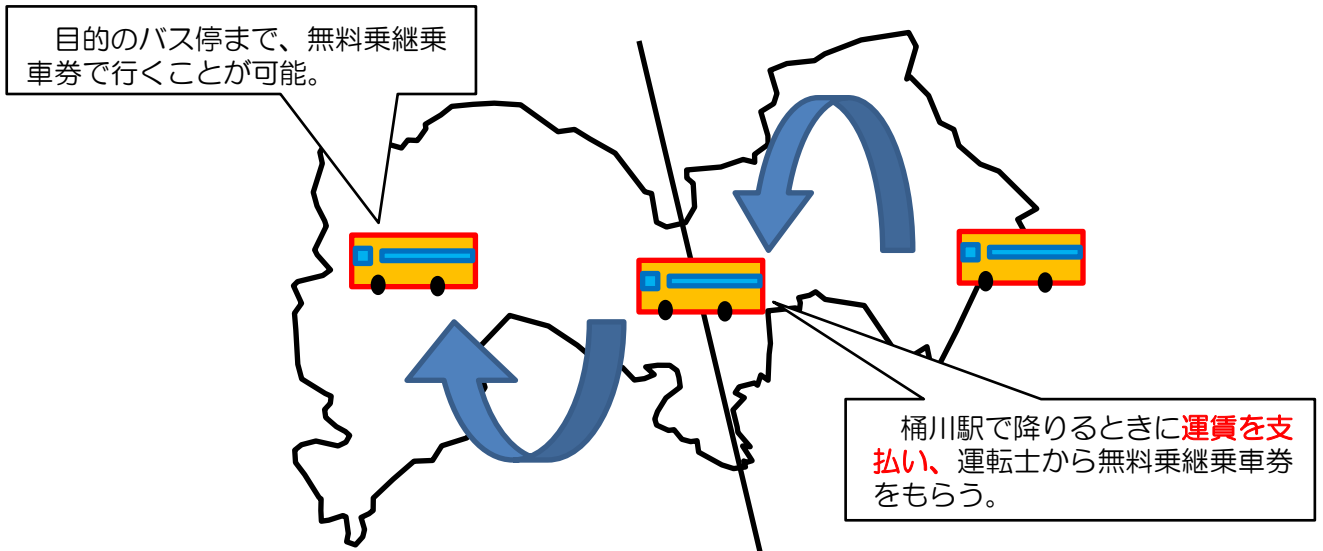 目的のバス停まで、無料乗継乗
車券で行くことが可能。
　桶川駅で降りるときに運賃を支
払い、運転士から無料乗継乗車券
をもらう。